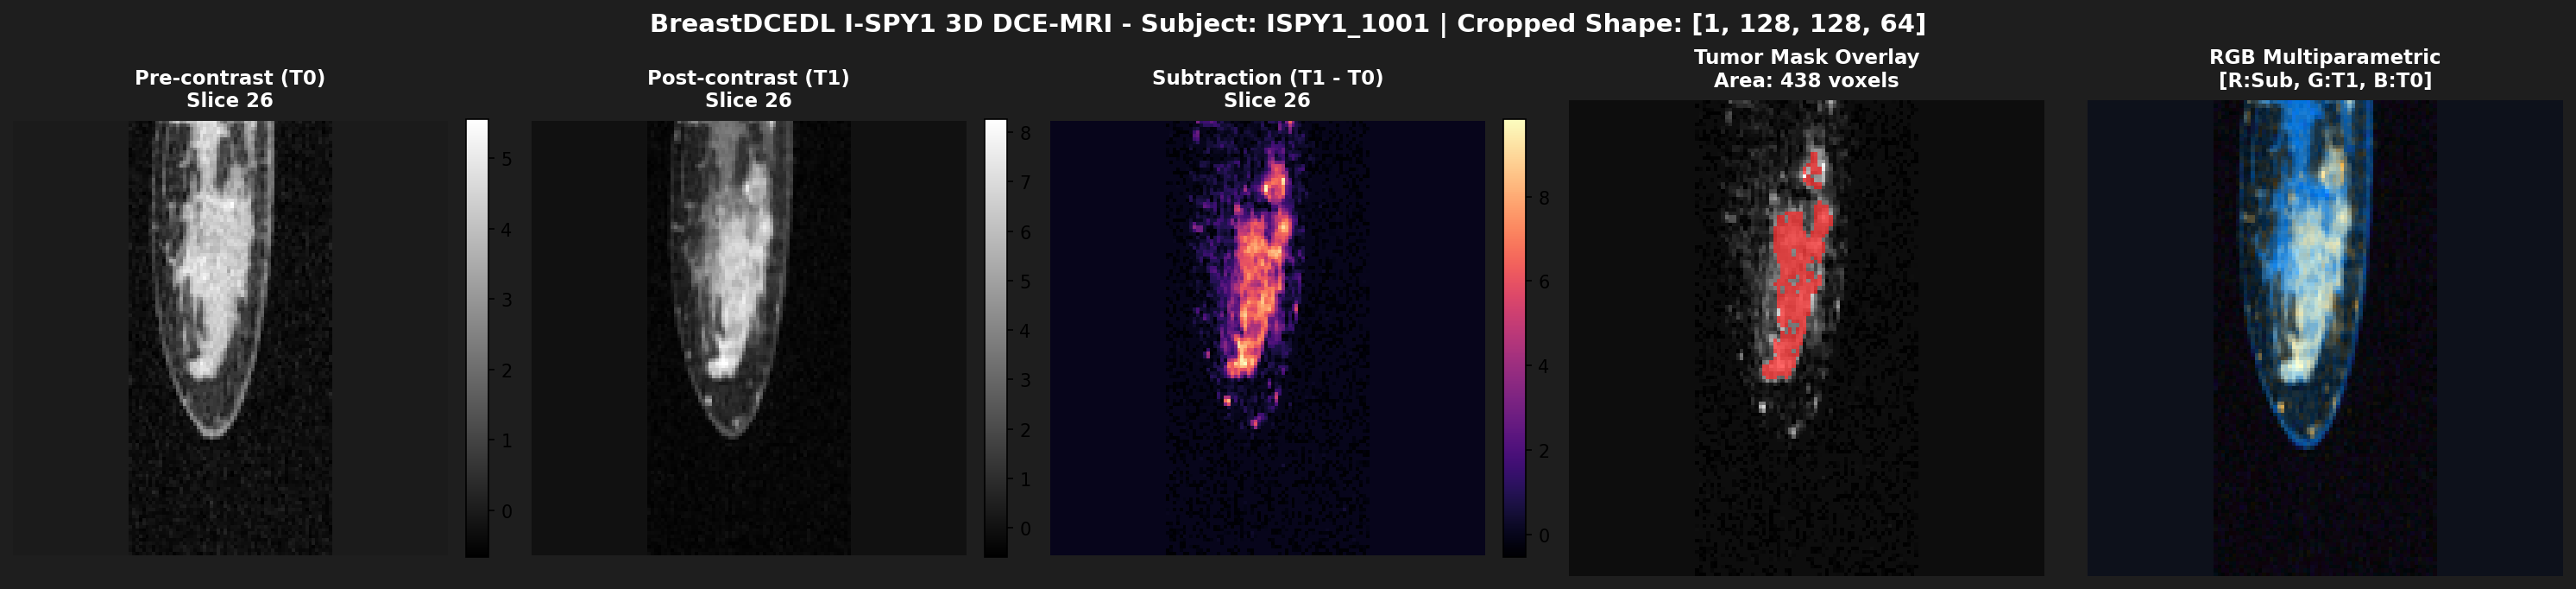 BreastDCEDL I-SPY1 3D DCE-MRI - Subject: ISPY1_1001 | Cropped Shape: [1, 128, 128, 64]
Pre-contrast (T0)
Slice 26
5
4
3
2
1
0
Post-contrast (T1)
Slice 26
8
7
6
5
4
3
2
1
0
Subtraction (T1 - T0)
Slice 26
8
6
4
2
0
Tumor Mask Overlay
Area: 438 voxels
RGB Multiparametric
[R:Sub, G:T1, B:T0]